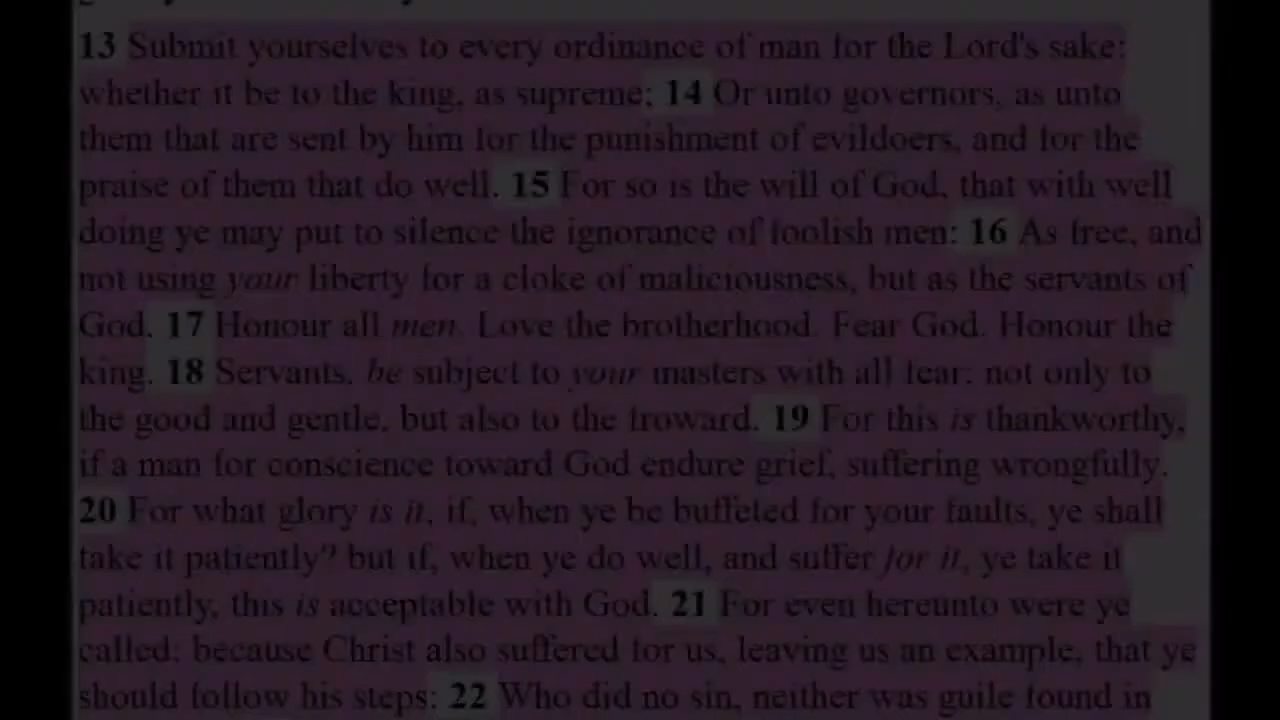 13 Submit yourselves to every ordinance of man for the Lord's sake:
whether it be to the king, as supreme; 14 Or unto governors, as unto
them that are sent by him for the punishment of evildoers, and for the
praise of them that do well. 15 For so is the will of God, that with well
doing ye may put to silence the ignorance of foolish men: 16 As free, and
not using your liberty for a cloke of maliciousness, but as the servants of
God. 17 Honour all men. Love the brotherhood. Fear God. Honour the
king. 18 Servants, be subject to your masters with all fear; not only to
the good and gentle, but also to the froward. 19 For this is thankworthy,
if a man for conscience toward God endure grief, suffering wrongfully.
20 For what glory is it, if, when ye be buffeted for your faults, ye shall
take it patiently? but if, when ye do well, and suffer for it, ye take it
patiently, this is acceptable with God. 21 For even hereunto were ye
called: because Christ also suffered for us, leaving us an example, that ye
should follow his steps: 22 Who did no sin, neither was guile found in